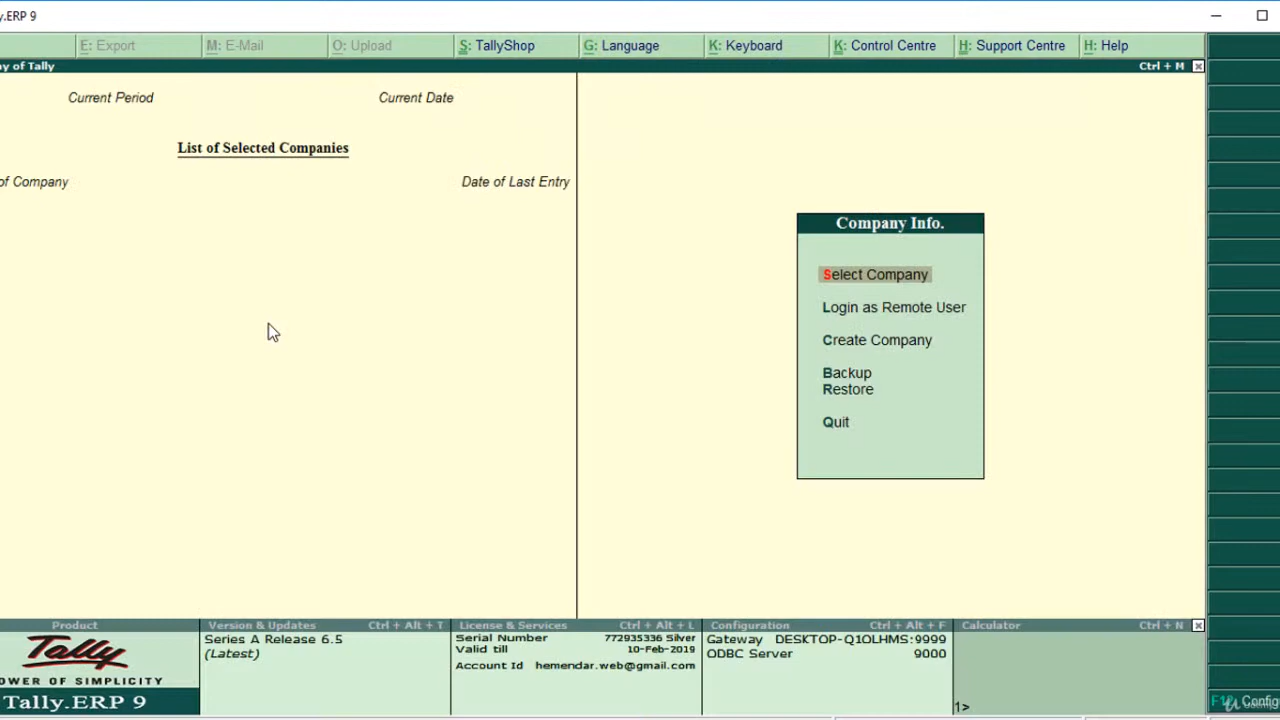 y.ERP 9
E: Export
M: E-Mail
O: Upload
S: TallyShop
G: Language
K: Keyboard
K: Control Centre
H: Support Centre
H: Help
ay of Tally
Ctrl + M
Current Period
Current Date
List of Selected Companies
of Company
Date of Last Entry
Company Info.
Select Company
Login as Remote User
Create Company
Backup
Restore
Quit
Product
Version & Updates Ctrl + Alt + T
License & Services Ctrl + Alt + L
Configuration Ctrl + Alt + F
Calculator Ctrl + N
Tally
OWER OF SIMPLICITY
Tally.ERP 9
Series A Release 6.5
(Latest)
Serial Number 772935336 Silver
Valid till 10-Feb-2019
Account Id hemendar.web@gmail.com
Gateway DESKTOP-Q1OLHMS:9999
ODBC Server 9000
1>